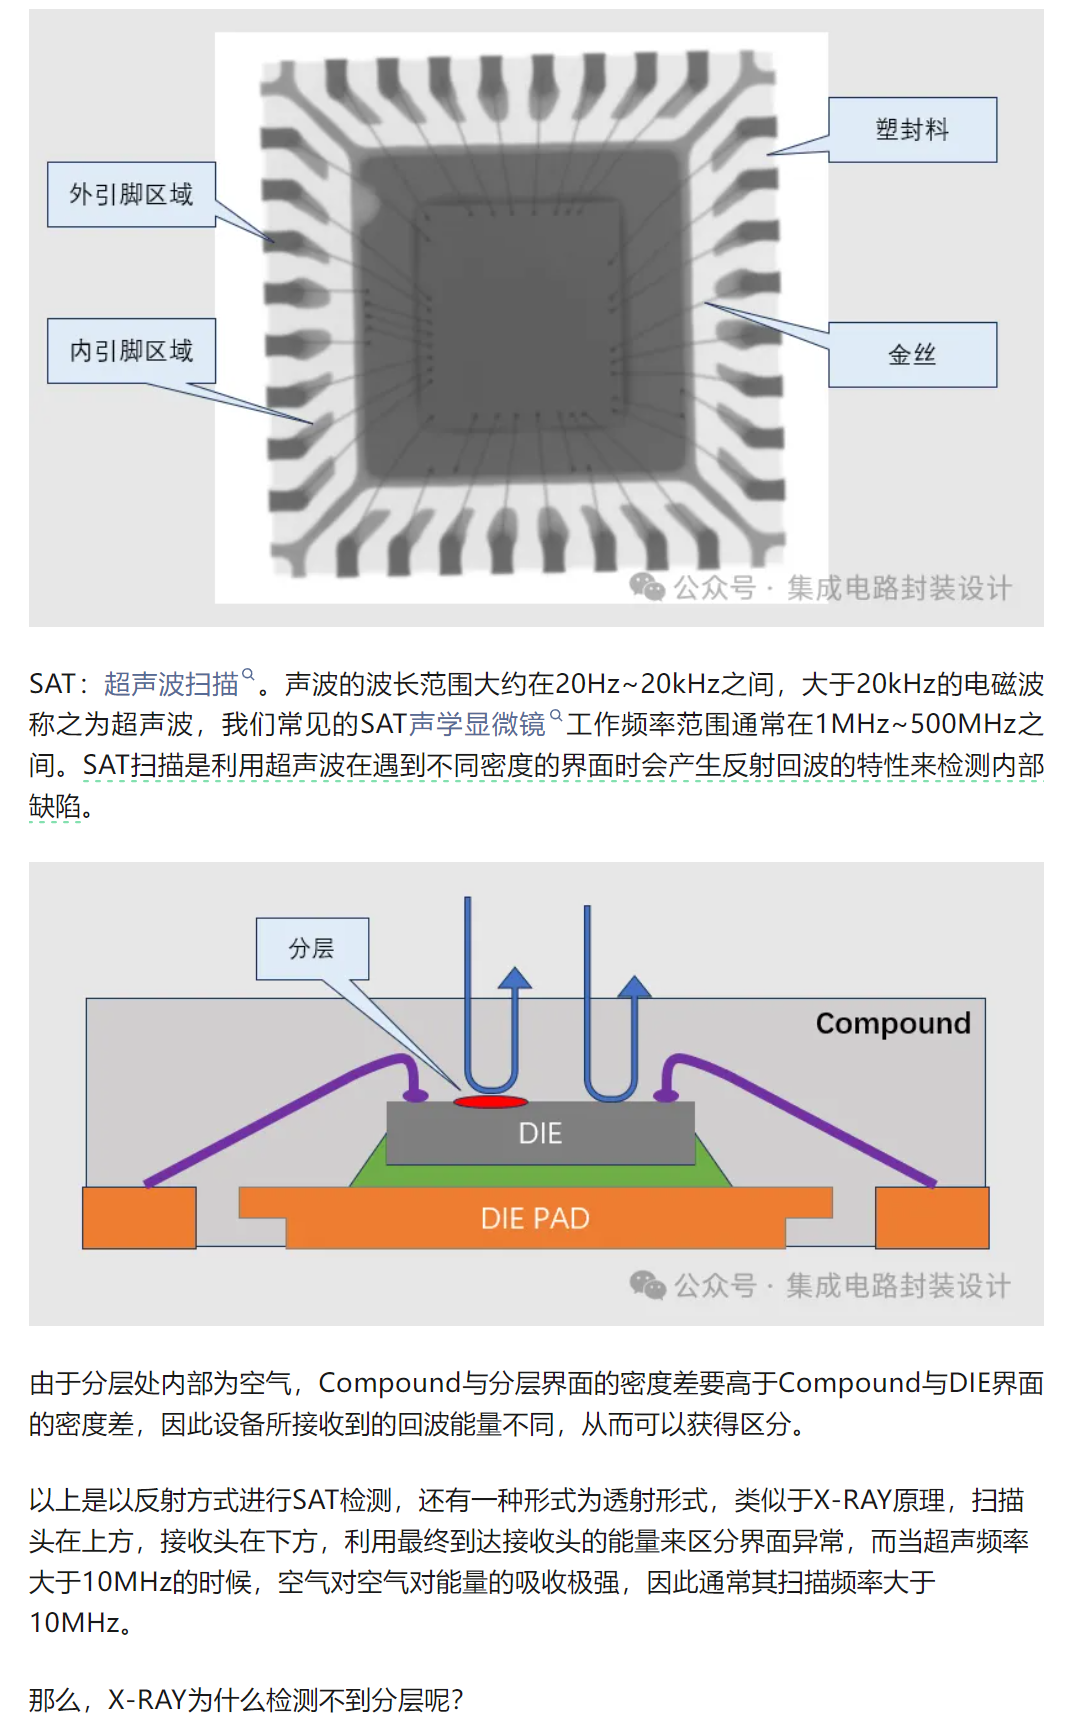 塑封料
外引脚区域
内引脚区域
金丝
公众号 · 集成电路封装设计
SAT：超声波扫描。声波的波长范围大约在20Hz~20kHz之间，大于20kHz的电磁波
称之为超声波，我们常见的SAT声学显微镜工作频率范围通常在1MHz~500MHz之
间。SAT扫描是利用超声波在遇到不同密度的界面时会产生反射回波的特性来检测内部
缺陷。
分层
Compound
DIE
DIE PAD
公众号 · 集成电路封装设计
由于分层处内部为空气，Compound与分层界面的密度差要高于Compound与DIE界面
的密度差，因此设备所接收到的回波能量不同，从而可以获得区分。
以上是以反射方式进行SAT检测，还有一种形式为透射形式，类似于X-RAY原理，扫描
头在上方，接收头在下方，利用最终到达接收头的能量来区分界面异常，而当超声频率
大于10MHz的时候，空气对空气对能量的吸收极强，因此通常其扫描频率大于
10MHz。
那么，X-RAY为什么检测不到分层呢？